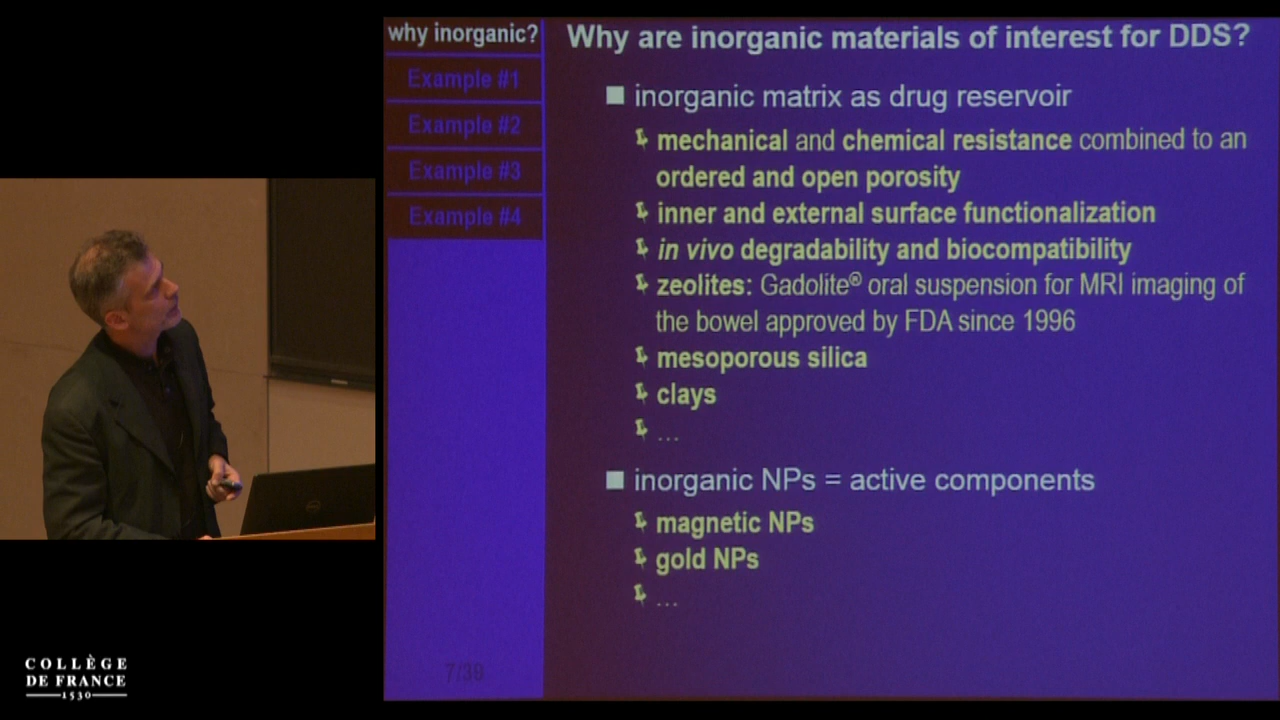 why inorganic?
Example #1
Example #2
Example #3
Example #4
Why are inorganic materials of interest for DDS?
inorganic matrix as drug reservoir
mechanical and chemical resistance combined to an
ordered and open porosity
inner and external surface functionalization
in vivo degradability and biocompatibility
zeolites: Gadolite® oral suspension for MRI imaging of
the bowel approved by FDA since 1996
mesoporous silica
clays
...
inorganic NPs = active components
magnetic NPs
gold NPs
...
7/39
COLLÈGE
DE FRANCE
1530